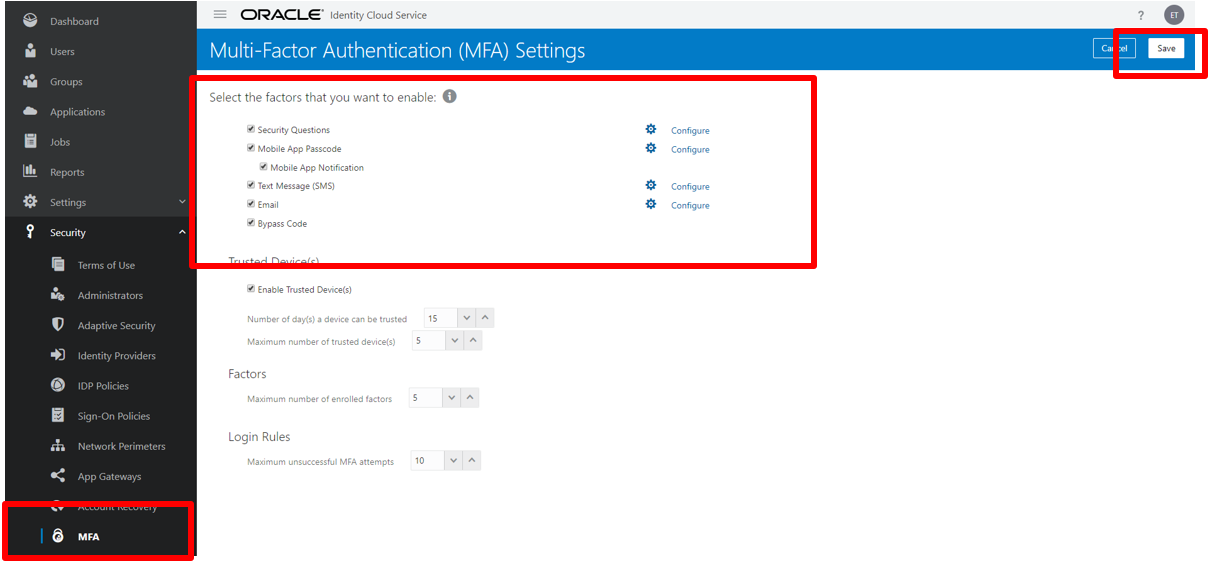 Dashboard
Users
Groups
Applications
Jobs
Reports
Settings
Security
Terms of Use
Administrators
Adaptive Security
Identity Providers
IDP Policies
Sign-On Policies
Network Perimeters
App Gateways
Account Recovery
MFA
ORACLE® Identity Cloud Service
? ET
Multi-Factor Authentication (MFA) Settings
Cancel Save
Select the factors that you want to enable: i
Security Questions Configure
Mobile App Passcode Configure
Mobile App Notification
Text Message (SMS) Configure
Email Configure
Bypass Code
Trusted Device(s)
Enable Trusted Device(s)
Number of day(s) a device can be trusted 15
Maximum number of trusted device(s) 5
Factors
Maximum number of enrolled factors 5
Login Rules
Maximum unsuccessful MFA attempts 10